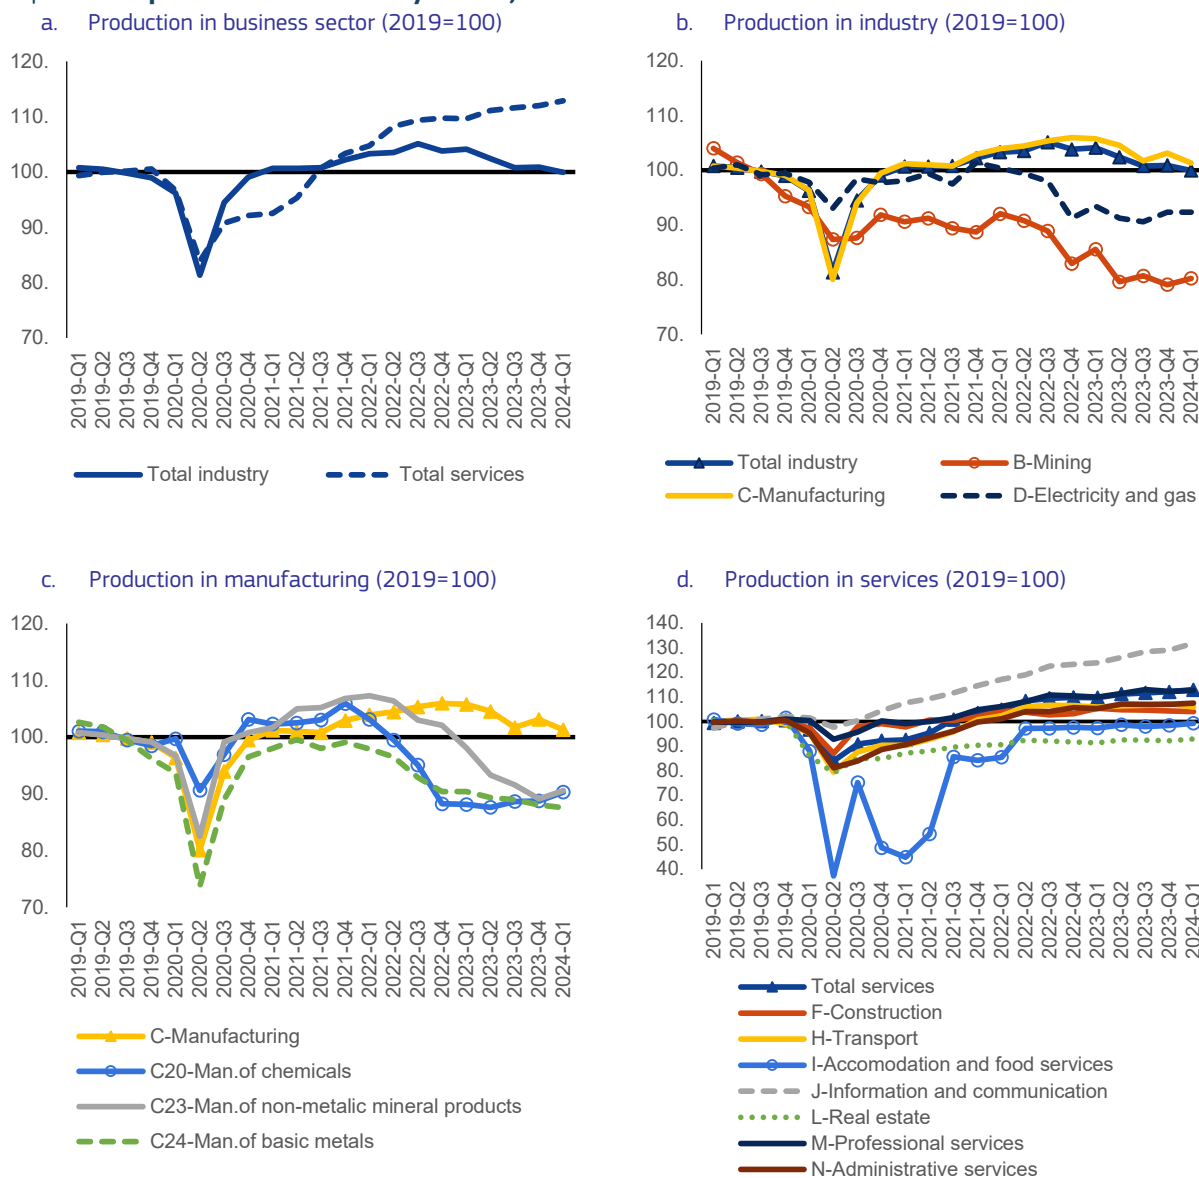 a. Production in business sector (2019=100)
120.
110.
100.
90.
80.
70.
2019-Q1
2019-Q2
2019-Q3
2019-Q4
2020-Q1
2020-Q2
2020-Q3
2020-Q4
2021-Q1
2021-Q2
2021-Q3
2021-Q4
2022-Q1
2022-Q2
2022-Q3
2022-Q4
2023-Q1
2023-Q2
2023-Q3
2023-Q4
2024-Q1
Total industry
Total services
b. Production in industry (2019=100)
120.
110.
100.
90.
80.
70.
2019-Q1
2019-Q2
2019-Q3
2019-Q4
2020-Q1
2020-Q2
2020-Q3
2020-Q4
2021-Q1
2021-Q2
2021-Q3
2021-Q4
2022-Q1
2022-Q2
2022-Q3
2022-Q4
2023-Q1
2023-Q2
2023-Q3
2023-Q4
2024-Q1
Total industry
B-Mining
C-Manufacturing
D-Electricity and gas
c. Production in manufacturing (2019=100)
120.
110.
100.
90.
80.
70.
2019-Q1
2019-Q2
2019-Q3
2019-Q4
2020-Q1
2020-Q2
2020-Q3
2020-Q4
2021-Q1
2021-Q2
2021-Q3
2021-Q4
2022-Q1
2022-Q2
2022-Q3
2022-Q4
2023-Q1
2023-Q2
2023-Q3
2023-Q4
2024-Q1
C-Manufacturing
C20-Man.of chemicals
C23-Man.of non-metalic mineral products
C24-Man.of basic metals
d. Production in services (2019=100)
140.
130.
120.
110.
100.
90.
80.
70.
60.
50.
40.
2019-Q1
2019-Q2
2019-Q3
2019-Q4
2020-Q1
2020-Q2
2020-Q3
2020-Q4
2021-Q1
2021-Q2
2021-Q3
2021-Q4
2022-Q1
2022-Q2
2022-Q3
2022-Q4
2023-Q1
2023-Q2
2023-Q3
2023-Q4
2024-Q1
Total services
F-Construction
H-Transport
I-Accomodation and food services
J-Information and communication
L-Real estate
M-Professional services
N-Administrative services